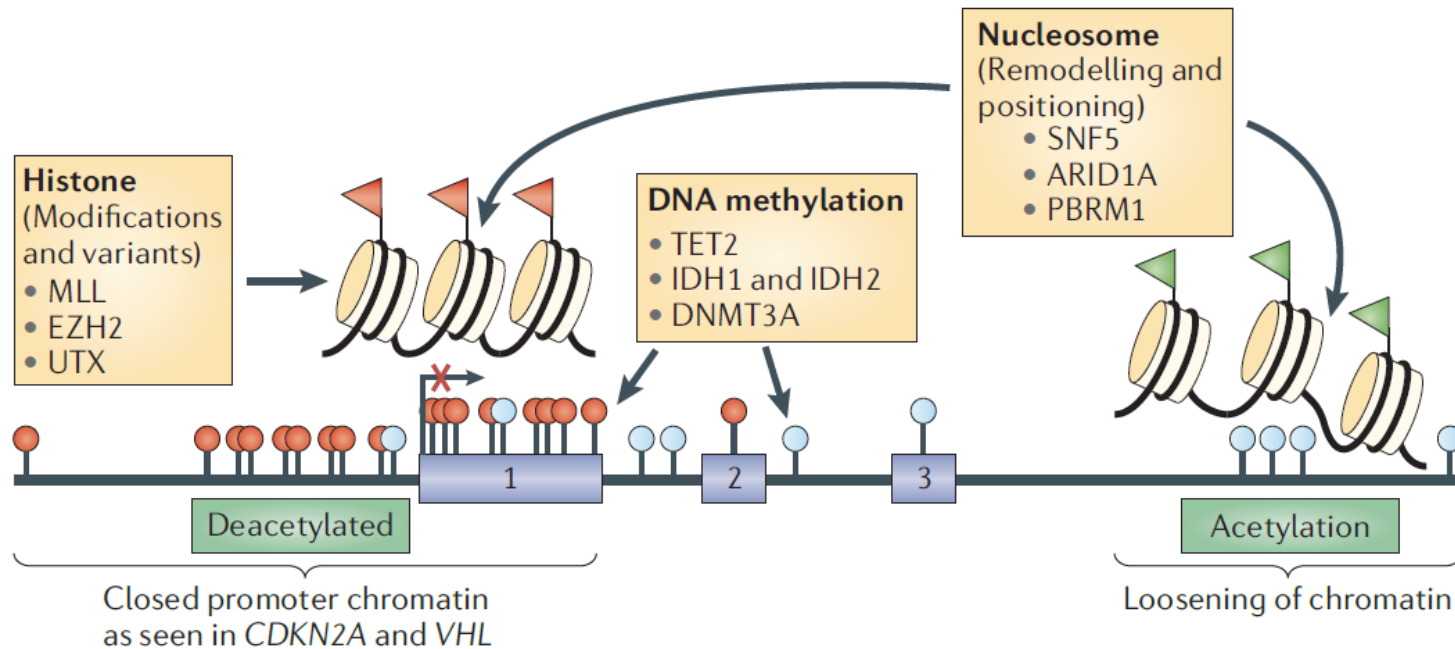 Nucleosome
(Remodelling and
positioning)
• SNF5
• ARID1A
• PBRM1
Histone
(Modifications
and variants)
• MLL
• EZH2
• UTX
DNA methylation
• TET2
• IDH1 and IDH2
• DNMT3A
1
2
3
Deacetylated
Acetylation
Closed promoter chromatin
as seen in CDKN2A and VHL
Loosening of chromatin